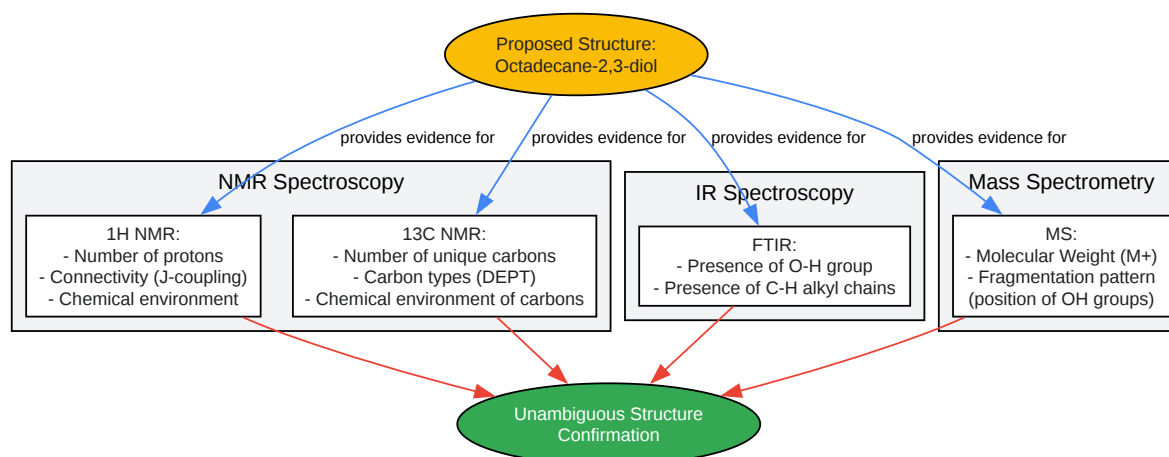 Proposed Structure:
Octadecane-2,3-diol
provides evidence for
provides evidence for
provides evidence for
provides evidence for
NMR Spectroscopy
IR Spectroscopy
Mass Spectrometry
1H NMR:
- Number of protons
- Connectivity (J-coupling)
- Chemical environment
13C NMR:
- Number of unique carbons
- Carbon types (DEPT)
- Chemical environment of carbons
FTIR:
- Presence of O-H group
- Presence of C-H alkyl chains
MS:
- Molecular Weight (M+)
- Fragmentation pattern
(position of OH groups)
Unambiguous Structure
Confirmation